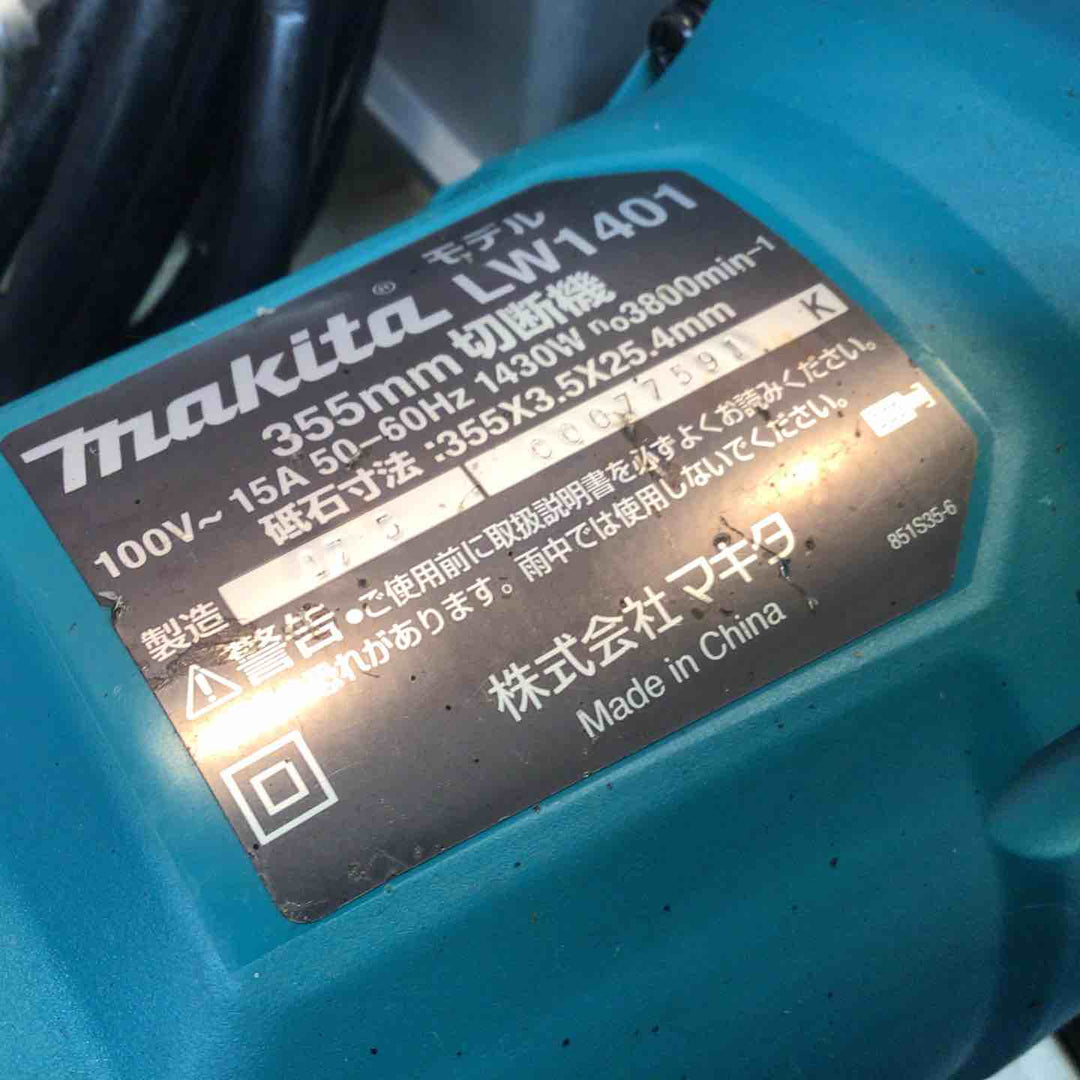 makita® モデル LW1401
355mm 切断機
100V～ 15A 50-60Hz 1430W n₀3800min⁻¹
砥石寸法:355X3.5X25.4mm
製造 17 5 K
⚠警告・ご使用前に取扱説明書を必ずよくお読みください。
恐れがあります。雨中では使用しないでください。
株式会社 マキタ
Made in China
851S35-6